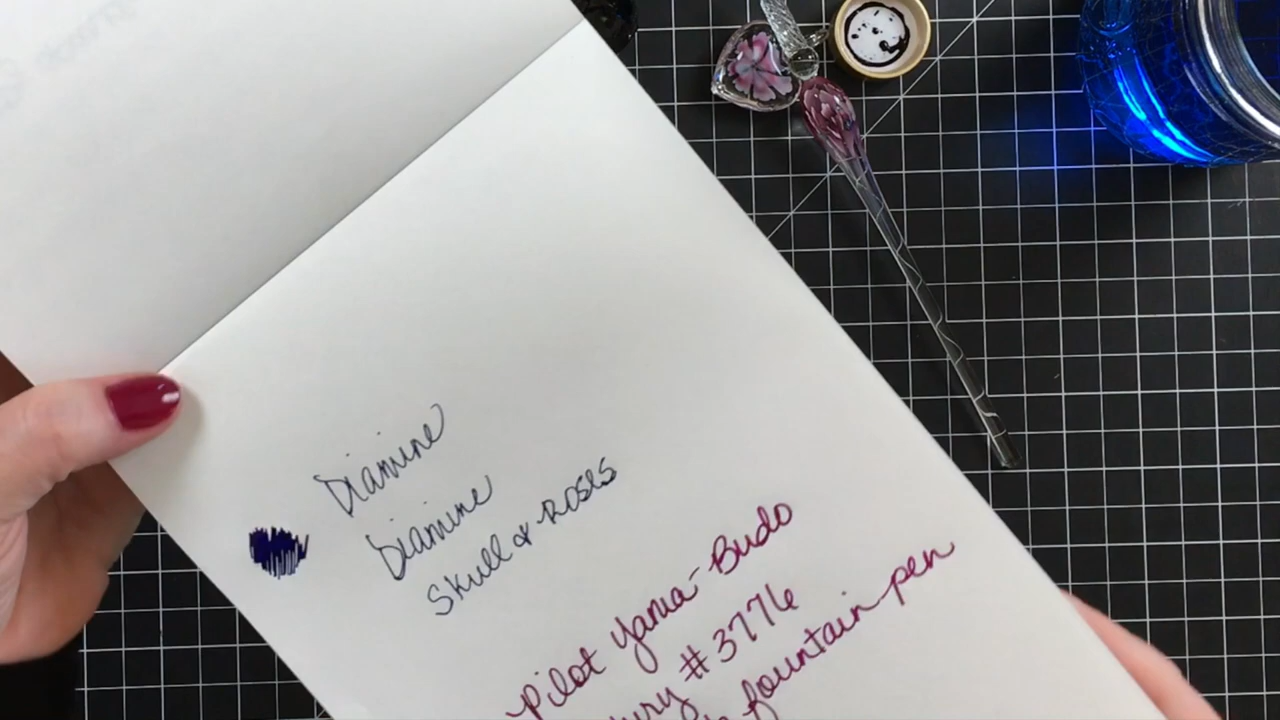 Diamine
Diamine
Skull & Roses
Pilot Yama-Budo
#3776
fountain pen